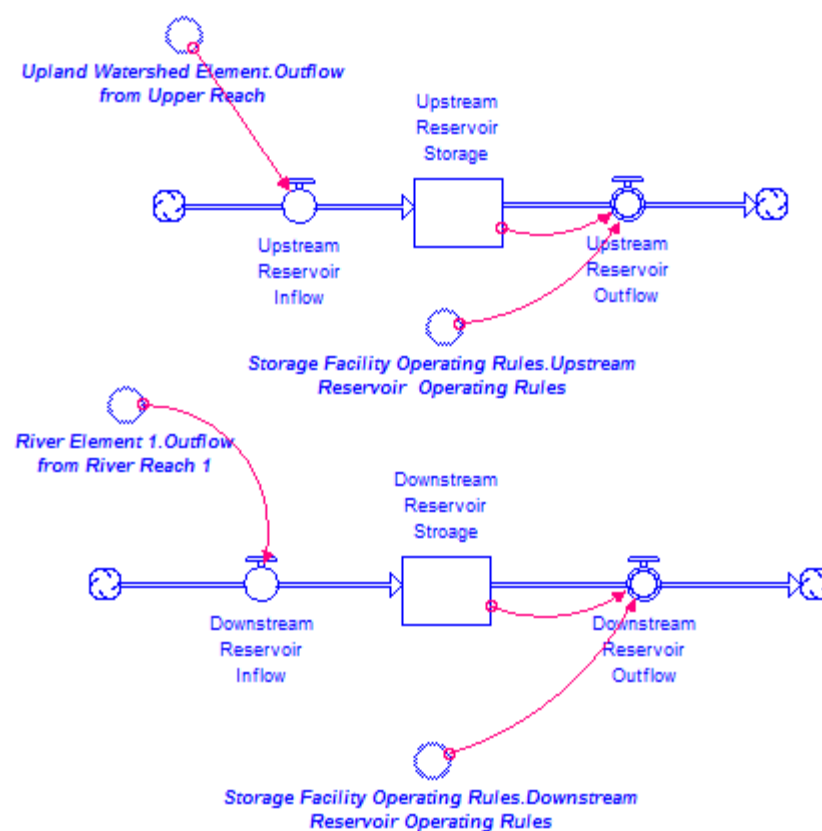 Upland Watershed Element.Outflow
from Upper Reach
Upstream
Reservoir
Storage
Upstream
Reservoir
Inflow
Upstream
Reservoir
Outflow
Storage Facility Operating Rules.Upstream
Reservoir Operating Rules
River Element 1.Outflow
from River Reach 1
Downstream
Reservoir
Stroage
Downstream
Reservoir
Inflow
Downstream
Reservoir
Outflow
Storage Facility Operating Rules.Downstream
Reservoir Operating Rules